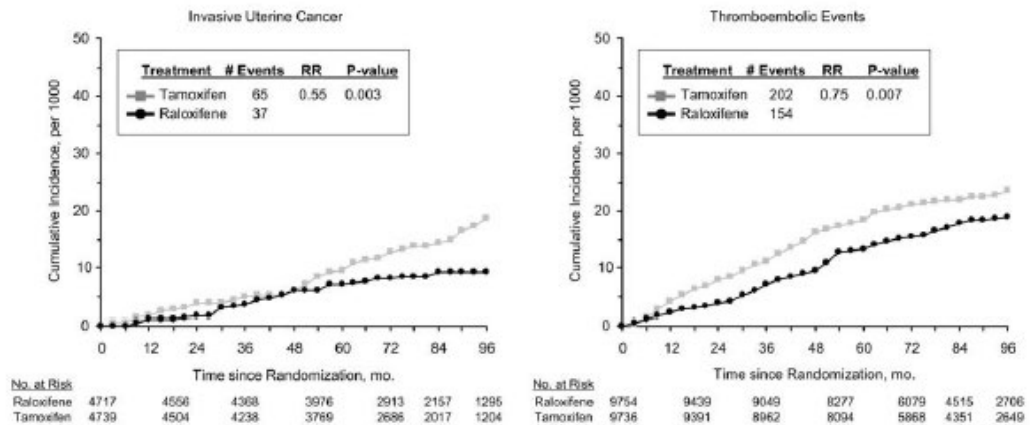 Invasive Uterine Cancer
Cumulative Incidence, per 1000
50
40
30
20
10
0
Treatment # Events RR P-value
Tamoxifen 65 0.55 0.003
Raloxifene 37
0 12 24 36 48 60 72 84 96
Time since Randomization, mo.
No. at Risk
Raloxifene 4717 4556 4368 3976 2913 2157 1295
Tamoxifen 4739 4504 4238 3769 2686 2017 1204
Thromboembolic Events
Cumulative Incidence, per 1000
50
40
30
20
10
0
Treatment # Events RR P-value
Tamoxifen 202 0.75 0.007
Raloxifene 154
0 12 24 36 48 60 72 84 96
Time since Randomization, mo.
No. at Risk
Raloxifene 9754 9439 9049 8277 6079 4515 2706
Tamoxifen 9736 9391 8962 8094 5868 4351 2649